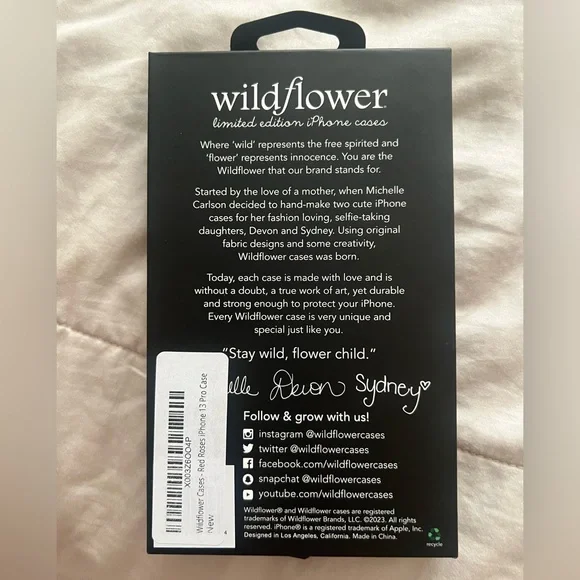 wildflower
limited edition iPhone cases
Where 'wild' represents the free spirited and
'flower' represents innocence. You are the
Wildflower that our brand stands for.
Started by the love of a mother, when Michelle
Carlson decided to hand-make two cute iPhone
cases for her fashion loving, selfie-taking
daughters, Devon and Sydney. Using original
fabric designs and some creativity,
Wildflower cases was born.
Today, each case is made with love and is
without a doubt, a true work of art, yet durable
and strong enough to protect your iPhone.
Every Wildflower case is very unique and
special just like you.
"Stay wild, flower child."
elle Devon Sydney♡
Follow & grow with us!
instagram @wildflowercases
twitter @wildflowercases
facebook.com/wildflowercases
snapchat @wildflowercases
youtube.com/wildflowercases
Wildflower® and Wildflower cases are registered
trademarks of Wildflower Brands, LLC. ©2023. All rights
reserved. iPhone® is a registered trademark of Apple, Inc.
Designed in Los Angeles, California. Made in China.
recycle
X003Z6OO4P
Wildflower Cases - Red Roses iPhone 13 Pro Case
New